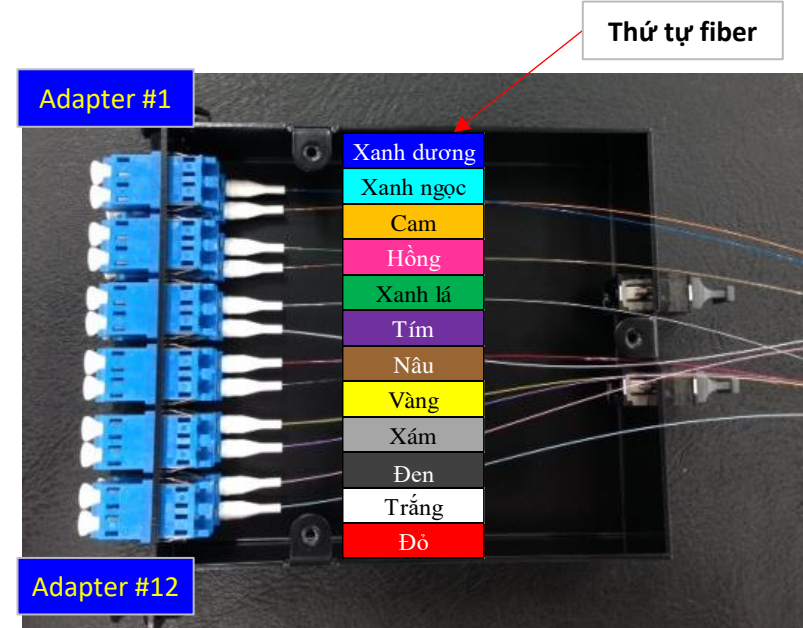 Thứ tự fiber
Adapter #1
Xanh dương
Xanh ngọc
Cam
Hồng
Xanh lá
Tím
Nâu
Vàng
Xám
Đen
Trắng
Đỏ
Adapter #12